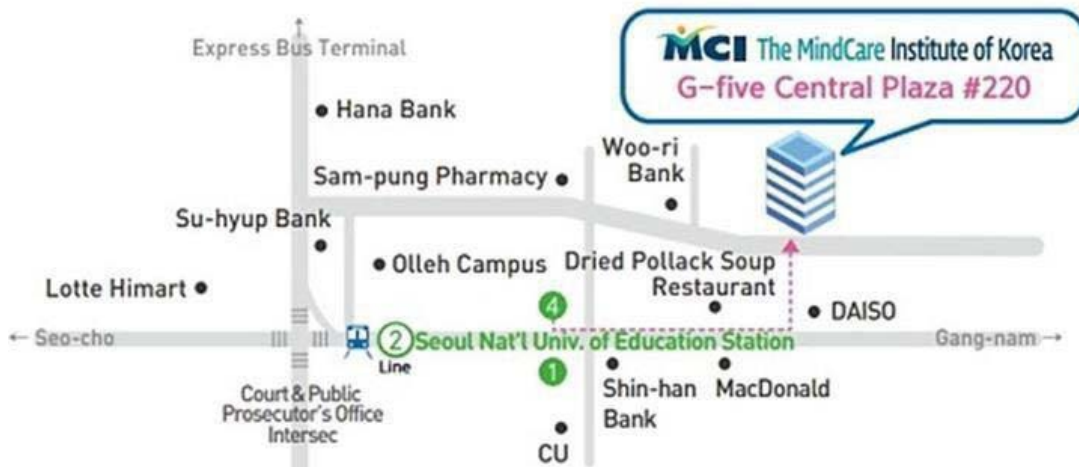 Express Bus Terminal
MCI The MindCare Institute of Korea
G-five Central Plaza #220
Hana Bank
Woo-ri
Bank
Sam-pung Pharmacy
Su-hyup Bank
Olleh Campus
Dried Pollack Soup
Restaurant
Lotte Himart
DAISO
4
← Seo-cho
2 Seoul Nat'l Univ. of Education Station
Line
Gang-nam →
1
Shin-han
Bank
MacDonald
Court & Public
Prosecutor's Office
Intersec
CU